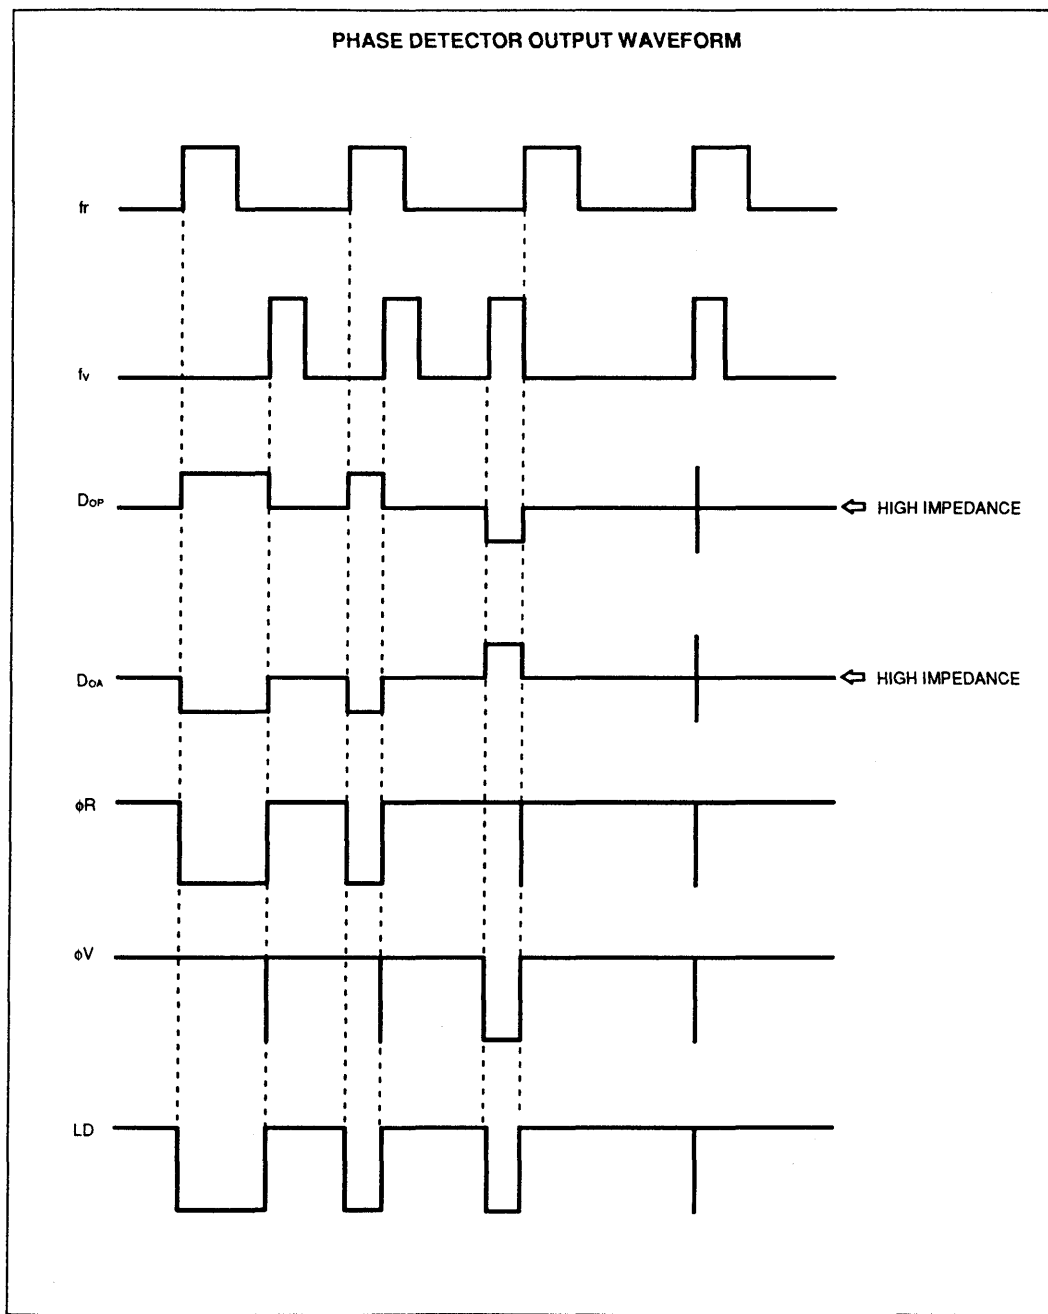 PHASE DETECTOR OUTPUT WAVEFORM
fr
fv
DOP
HIGH IMPEDANCE
DOA
HIGH IMPEDANCE
φR
φV
LD